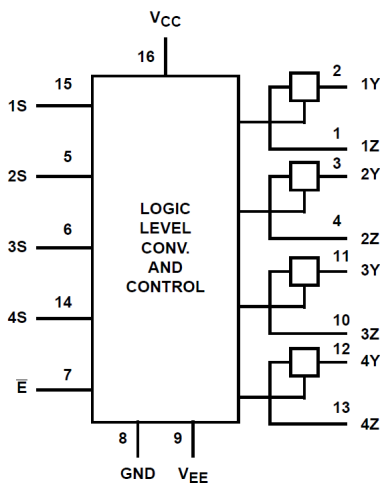 VCC
16
15
1S
5
2S
6
3S
14
4S
7
E
LOGIC
LEVEL
CONV.
AND
CONTROL
2
1Y
1
1Z
3
2Y
4
2Z
11
3Y
10
3Z
12
4Y
13
4Z
8
9
GND
VEE